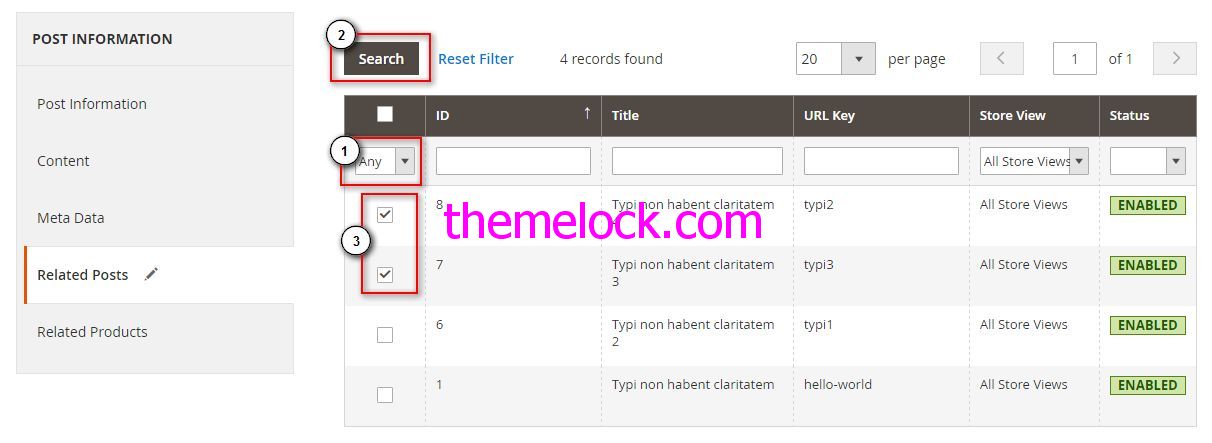 POST INFORMATION
Post Information
Content
Meta Data
Related Posts
Related Products
2
Search Reset Filter 4 records found 20 per page 1 of 1
ID ↑ Title URL Key Store View Status
1
Any All Store Views
8 Typi non habent claritatem typi2 All Store Views ENABLED
themelock.com
3
7 Typi non habent claritatem typi3 All Store Views ENABLED
3
6 Typi non habent claritatem typi1 All Store Views ENABLED
2
1 Typi non habent claritatem hello-world All Store Views ENABLED